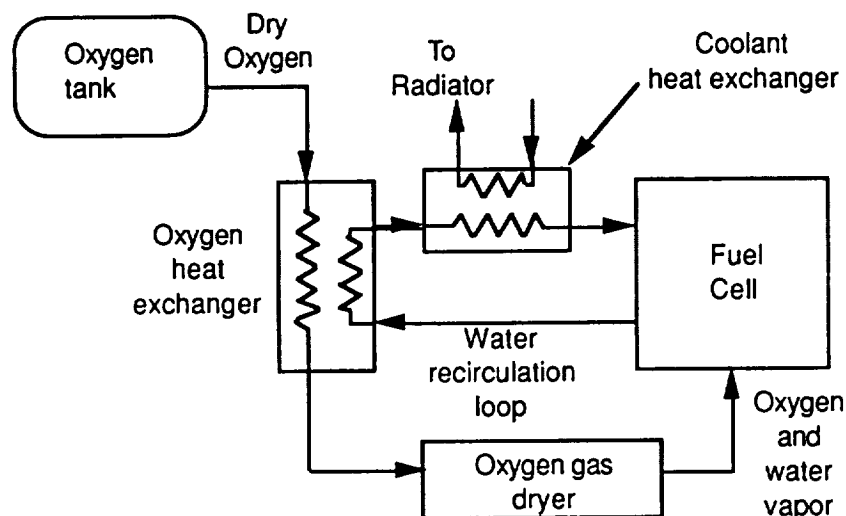 Oxygen
tank
Dry
Oxygen
To
Radiator
Coolant
heat exchanger
Oxygen
heat
exchanger
Fuel
Cell
Water
recirculation
loop
Oxygen gas
dryer
Oxygen
and
water
vapor